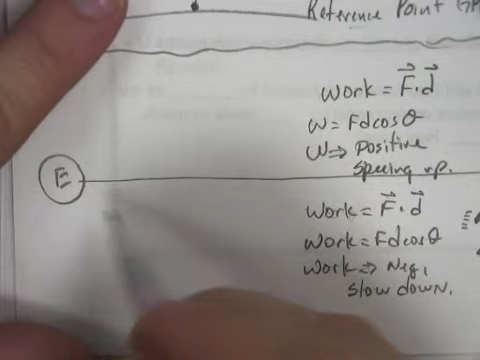 Reference Point
Work = F⃗·d⃗
W = Fdcosθ
W ⇒ Positive
Speeding up.
E
Work = F⃗·d⃗
Work = Fdcosθ
Work ⇒ Neg,
Slow down,